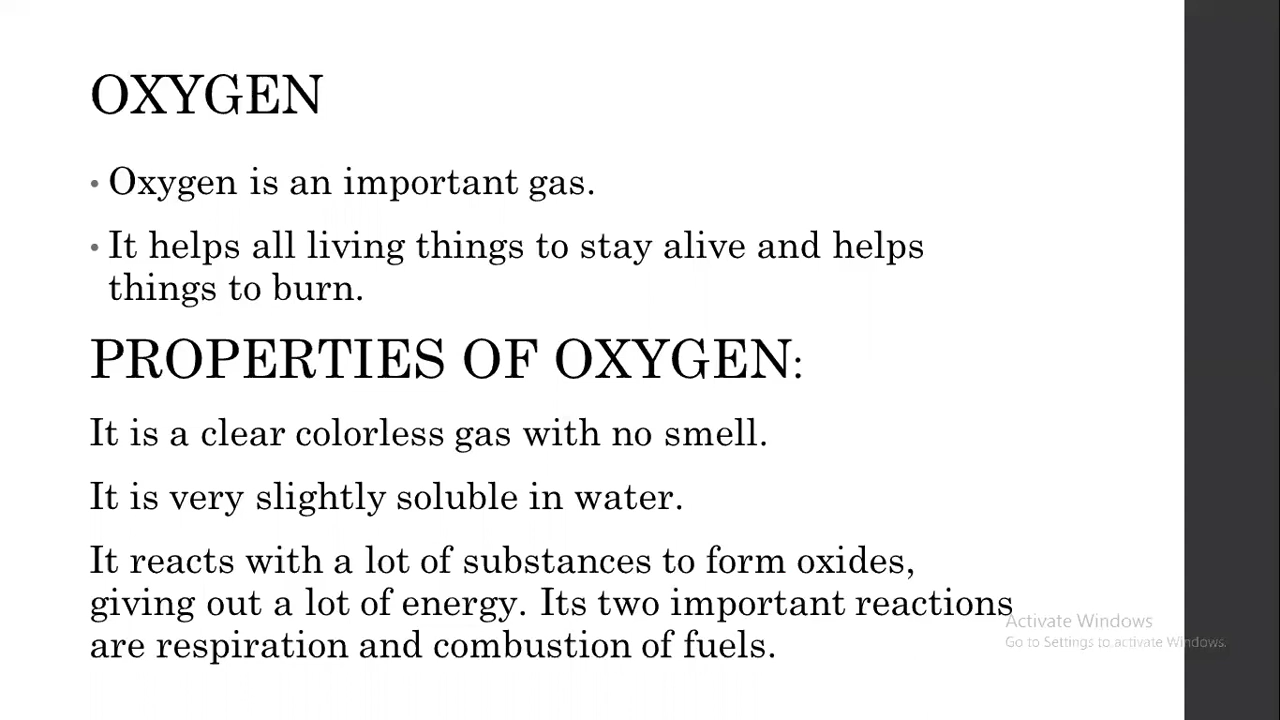 OXYGEN
• Oxygen is an important gas.
• It helps all living things to stay alive and helps
things to burn.
PROPERTIES OF OXYGEN:
It is a clear colorless gas with no smell.
It is very slightly soluble in water.
It reacts with a lot of substances to form oxides,
giving out a lot of energy. Its two important reactions
are respiration and combustion of fuels.
Activate Windows
Go to Settings to activate Windows.